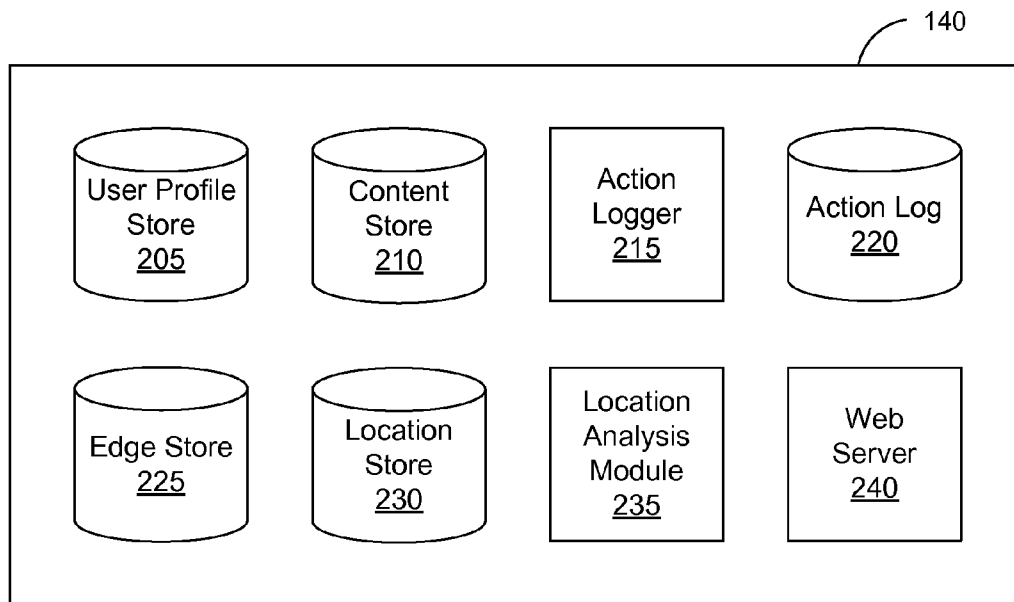 140
User Profile
Store
205
Content
Store
210
Action
Logger
215
Action Log
220
Edge Store
225
Location
Store
230
Location
Analysis
Module
235
Web
Server
240